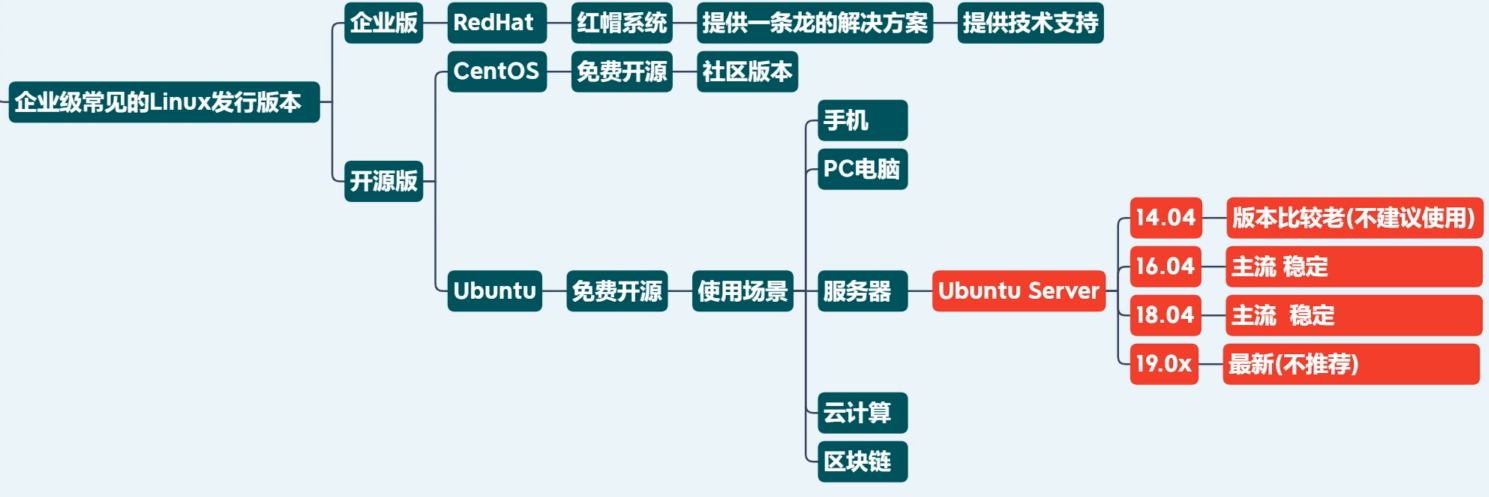 企业级常见的Linux发行版本
企业版
RedHat
红帽系统
提供一条龙的解决方案
提供技术支持
开源版
CentOS
免费开源
社区版本
Ubuntu
免费开源
使用场景
手机
PC电脑
服务器
Ubuntu Server
14.04
版本比较老(不建议使用)
16.04
主流 稳定
18.04
主流 稳定
19.0x
最新(不推荐)
云计算
区块链